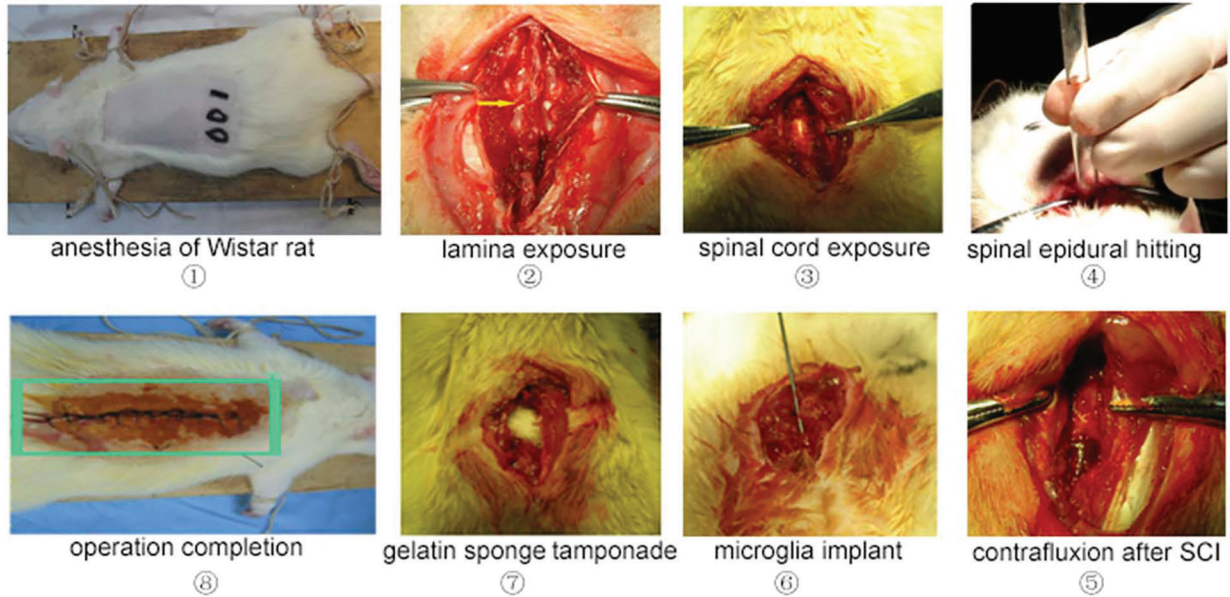 001
anesthesia of Wistar rat
①
lamina exposure
②
spinal cord exposure
③
spinal epidural hitting
④
operation completion
⑧
gelatin sponge tamponade
⑦
microglia implant
⑥
contrafluxion after SCI
⑤